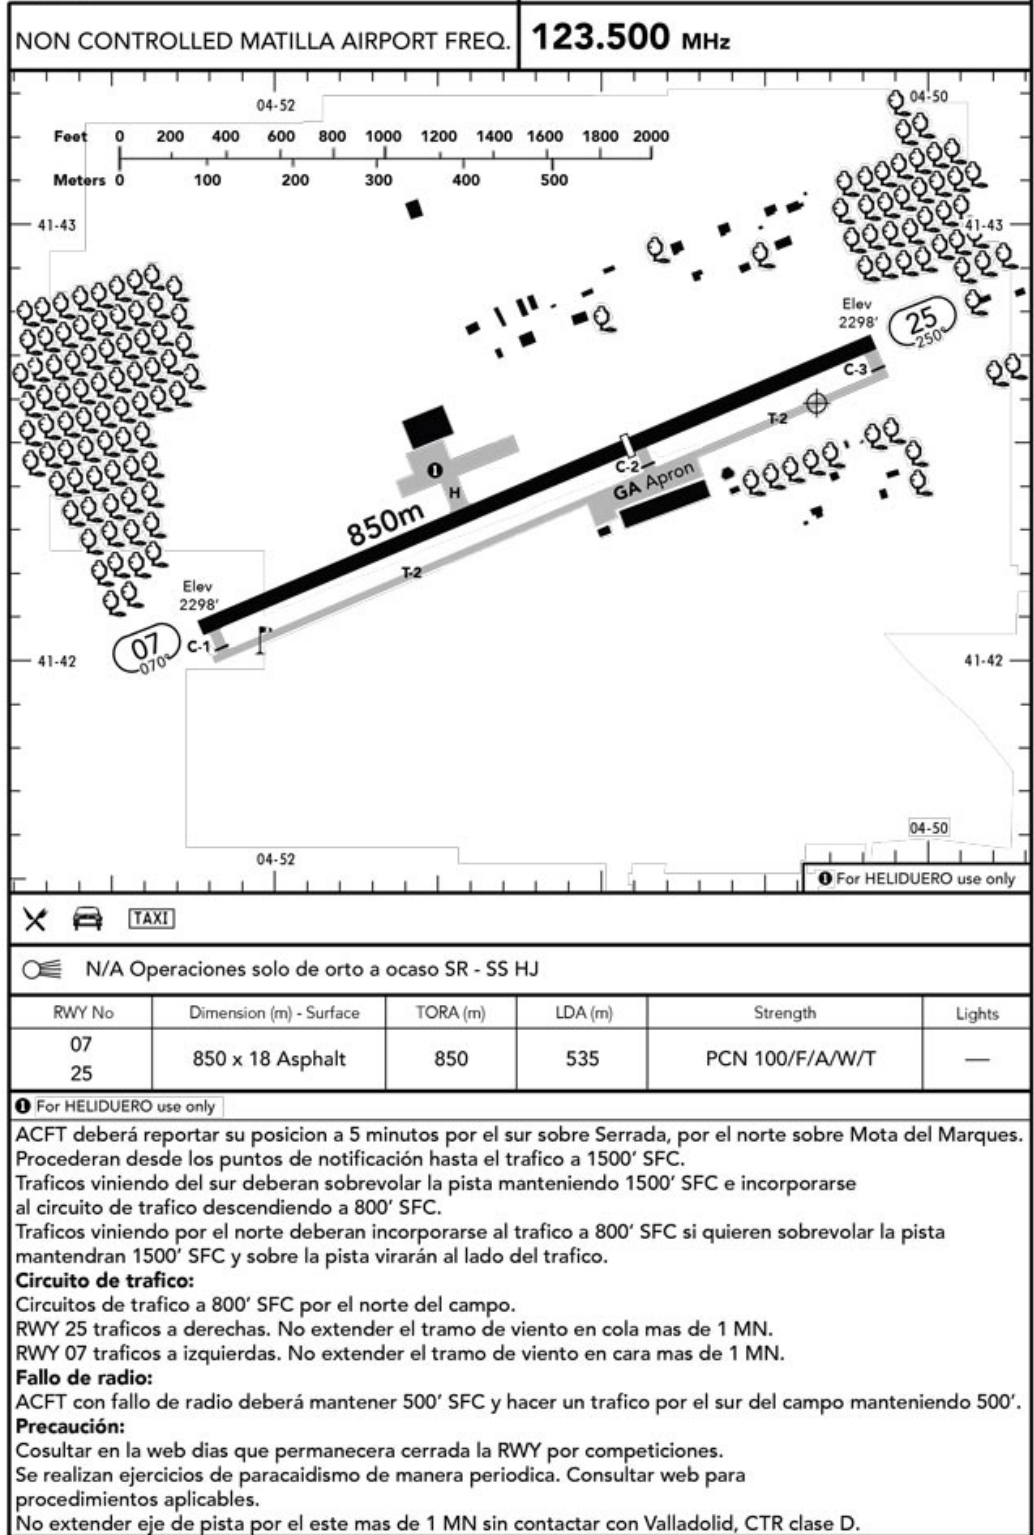 NON CONTROLLED MATILLA AIRPORT FREQ. 123.500 MHz
04-52
04-50
Feet 0 200 400 600 800 1000 1200 1400 1600 1800 2000
Meters 0 100 200 300 400 500
41-43
41-43
Elev
2298'
25
250°
C-3
T-2
1
H
C-2
GA Apron
850m
T-2
Elev
2298'
07
070°
C-1
41-42
41-42
04-50
04-52
1 For HELIDUERO use only
TAXI
N/A Operaciones solo de orto a ocaso SR - SS HJ
RWY No Dimension (m) - Surface TORA (m) LDA (m) Strength Lights
07
25
850 x 18 Asphalt 850 535 PCN 100/F/A/W/T —
1 For HELIDUERO use only
ACFT deberá reportar su posicion a 5 minutos por el sur sobre Serrada, por el norte sobre Mota del Marques.
Procederan desde los puntos de notificación hasta el trafico a 1500' SFC.
Traficos viniendo del sur deberan sobrevolar la pista manteniendo 1500' SFC e incorporarse
al circuito de trafico descendiendo a 800' SFC.
Traficos viniendo por el norte deberan incorporarse al trafico a 800' SFC si quieren sobrevolar la pista
mantendran 1500' SFC y sobre la pista virarán al lado del trafico.
Circuito de trafico:
Circuitos de trafico a 800' SFC por el norte del campo.
RWY 25 traficos a derechas. No extender el tramo de viento en cola mas de 1 MN.
RWY 07 traficos a izquierdas. No extender el tramo de viento en cara mas de 1 MN.
Fallo de radio:
ACFT con fallo de radio deberá mantener 500' SFC y hacer un trafico por el sur del campo manteniendo 500'.
Precaución:
Cosultar en la web dias que permanecera cerrada la RWY por competiciones.
Se realizan ejercicios de paracaidismo de manera periodica. Consultar web para
procedimientos aplicables.
No extender eje de pista por el este mas de 1 MN sin contactar con Valladolid, CTR clase D.